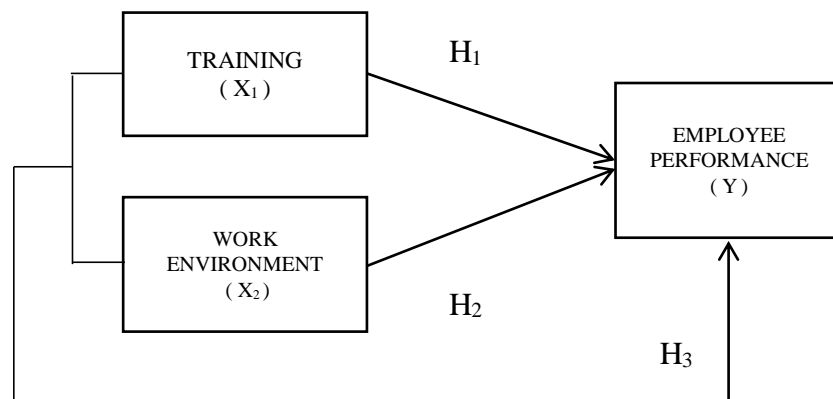 TRAINING
( X₁ )
H₁
EMPLOYEE
PERFORMANCE
( Y )
WORK
ENVIRONMENT
( X₂ )
H₂
H₃